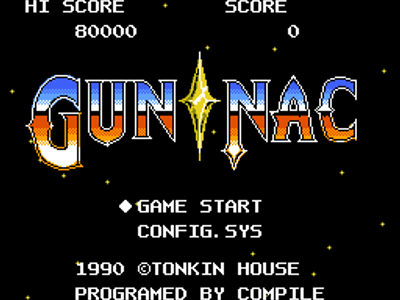 HI SCORE SCORE
80000 0
GUN NAC
GAME START
CONFIG.SYS
1990 ©TONKIN HOUSE
PROGRAMED BY COMPILE